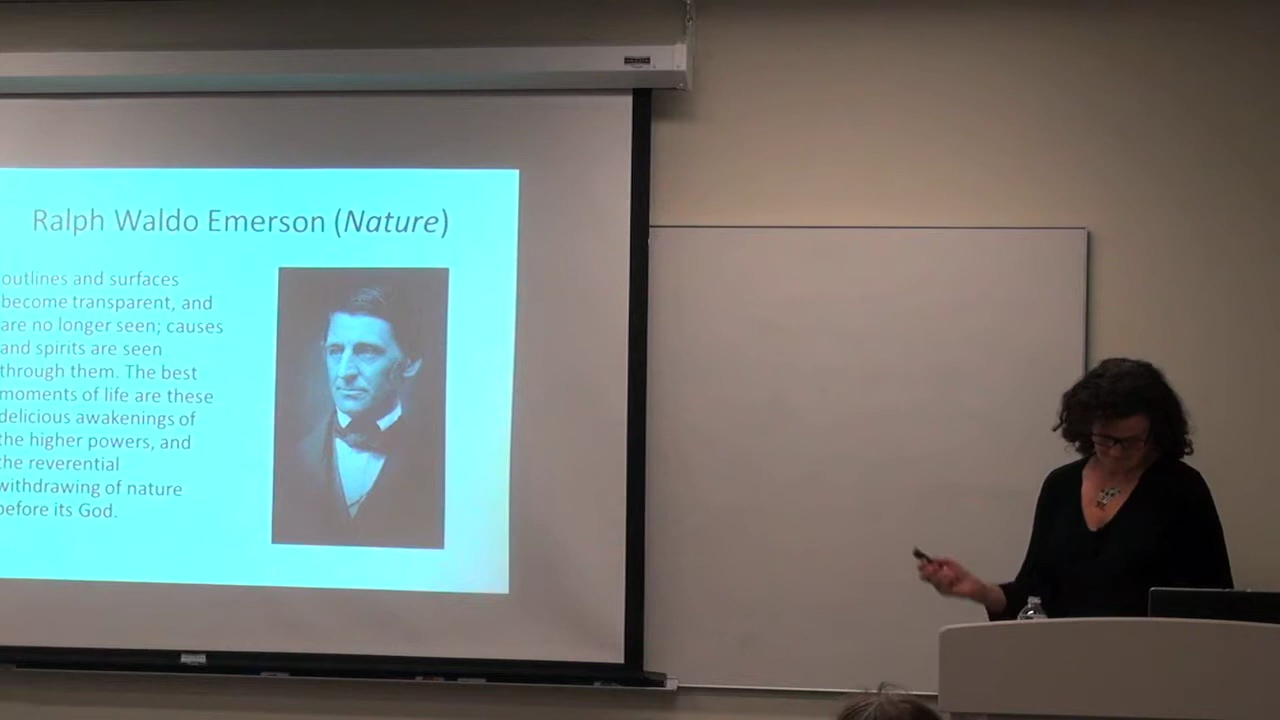 Ralph Waldo Emerson (Nature)
outlines and surfaces
become transparent, and
are no longer seen; causes
and spirits are seen
through them. The best
moments of life are these
delicious awakenings of
the higher powers, and
the reverential
withdrawing of nature
before its God.